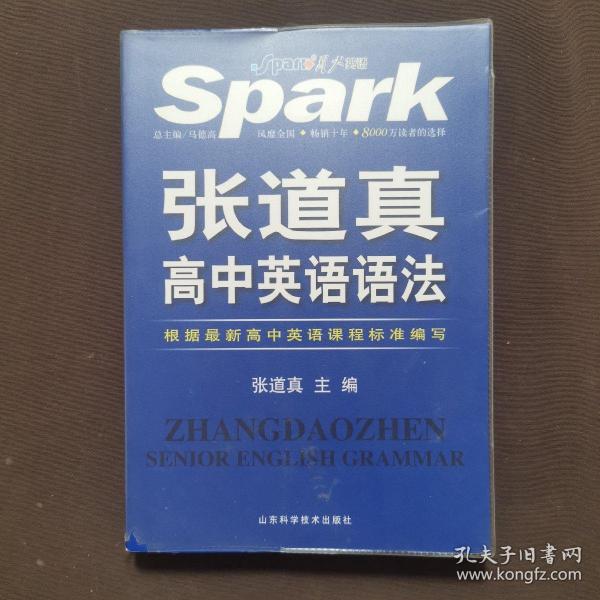 Spark星火英语
Spark
总主编/马德高 风靡全国◆畅销十年◆8000万读者的选择
张道真
高中英语语法
根据最新高中英语课程标准编写
张道真 主 编
ZHANGDAOZHEN
SENIOR ENGLISH GRAMMAR
山东科学技术出版社
孔夫子旧书网
www.kongfz.com